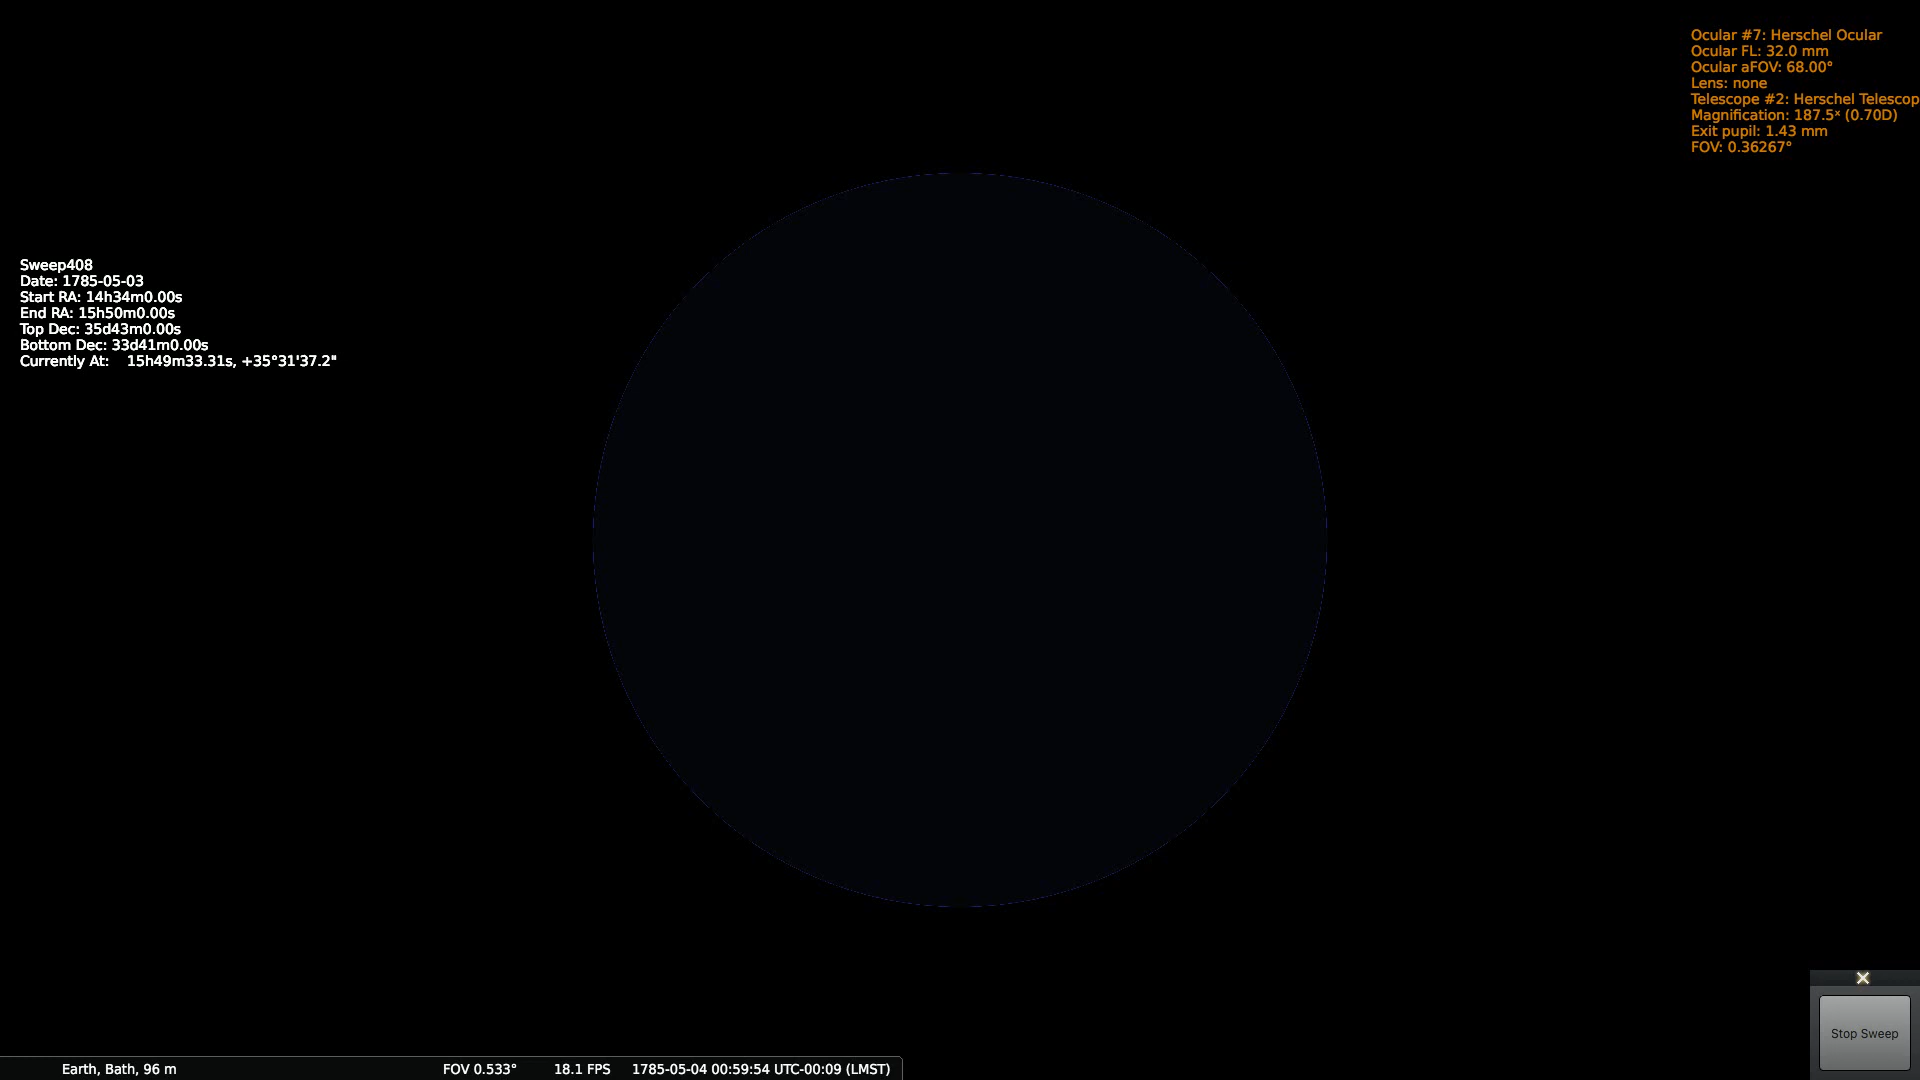 Ocular #7: Herschel Ocular
Ocular FL: 32.0 mm
Ocular aFOV: 68.00°
Lens: none
Telescope #2: Herschel Telescop
Magnification: 187.5ˣ (0.70D)
Exit pupil: 1.43 mm
FOV: 0.36267°
Sweep408
Date: 1785-05-03
Start RA: 14h34m0.00s
End RA: 15h50m0.00s
Top Dec: 35d43m0.00s
Bottom Dec: 33d41m0.00s
Currently At: 15h49m33.31s, +35°31'37.2"
Stop Sweep
Earth, Bath, 96 m FOV 0.533° 18.1 FPS 1785-05-04 00:59:54 UTC-00:09 (LMST)